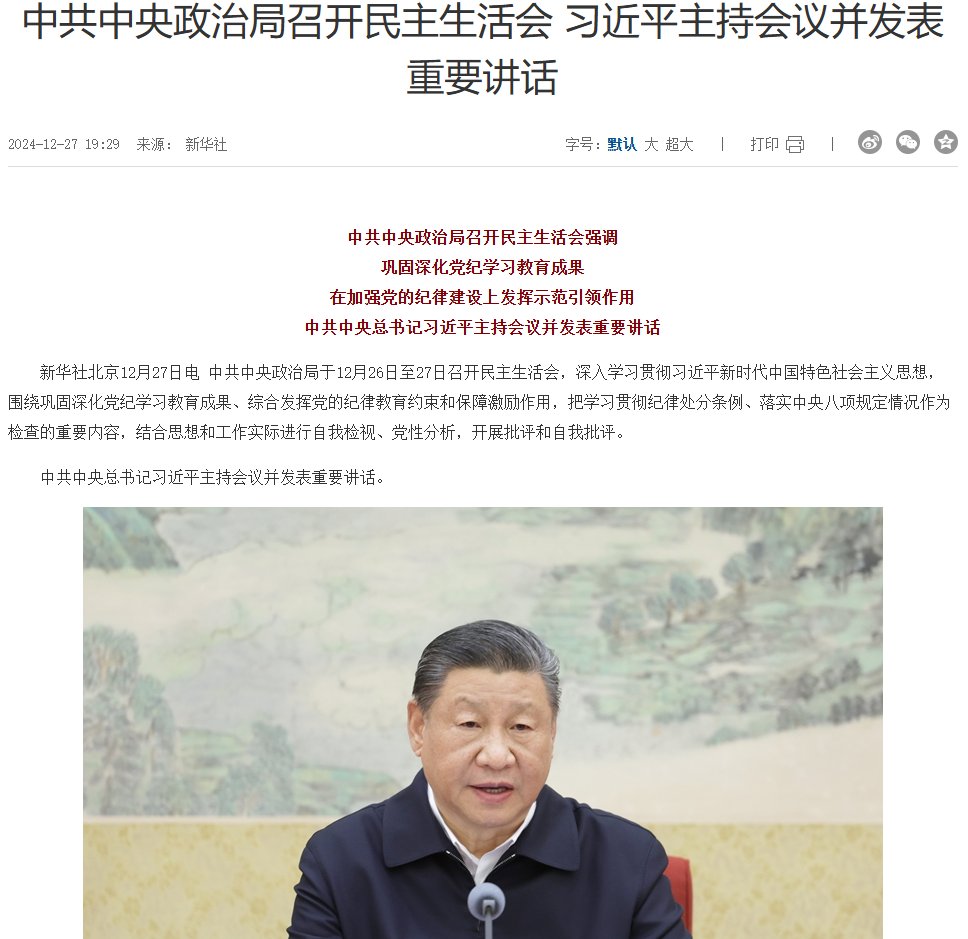 中共中央政治局召开民主生活会 习近平主持会议并发表
重要讲话
2024-12-27 19:29 来源： 新华社 字号：默认 大 超大 | 打印 |
中共中央政治局召开民主生活会强调
巩固深化党纪学习教育成果
在加强党的纪律建设上发挥示范引领作用
中共中央总书记习近平主持会议并发表重要讲话
新华社北京12月27日电 中共中央政治局于12月26日至27日召开民主生活会，深入学习贯彻习近平新时代中国特色社会主义思想，
围绕巩固深化党纪学习教育成果、综合发挥党的纪律教育约束和保障激励作用，把学习贯彻纪律处分条例、落实中央八项规定情况作为
检查的重要内容，结合思想和工作实际进行自我检视、党性分析，开展批评和自我批评。
中共中央总书记习近平主持会议并发表重要讲话。